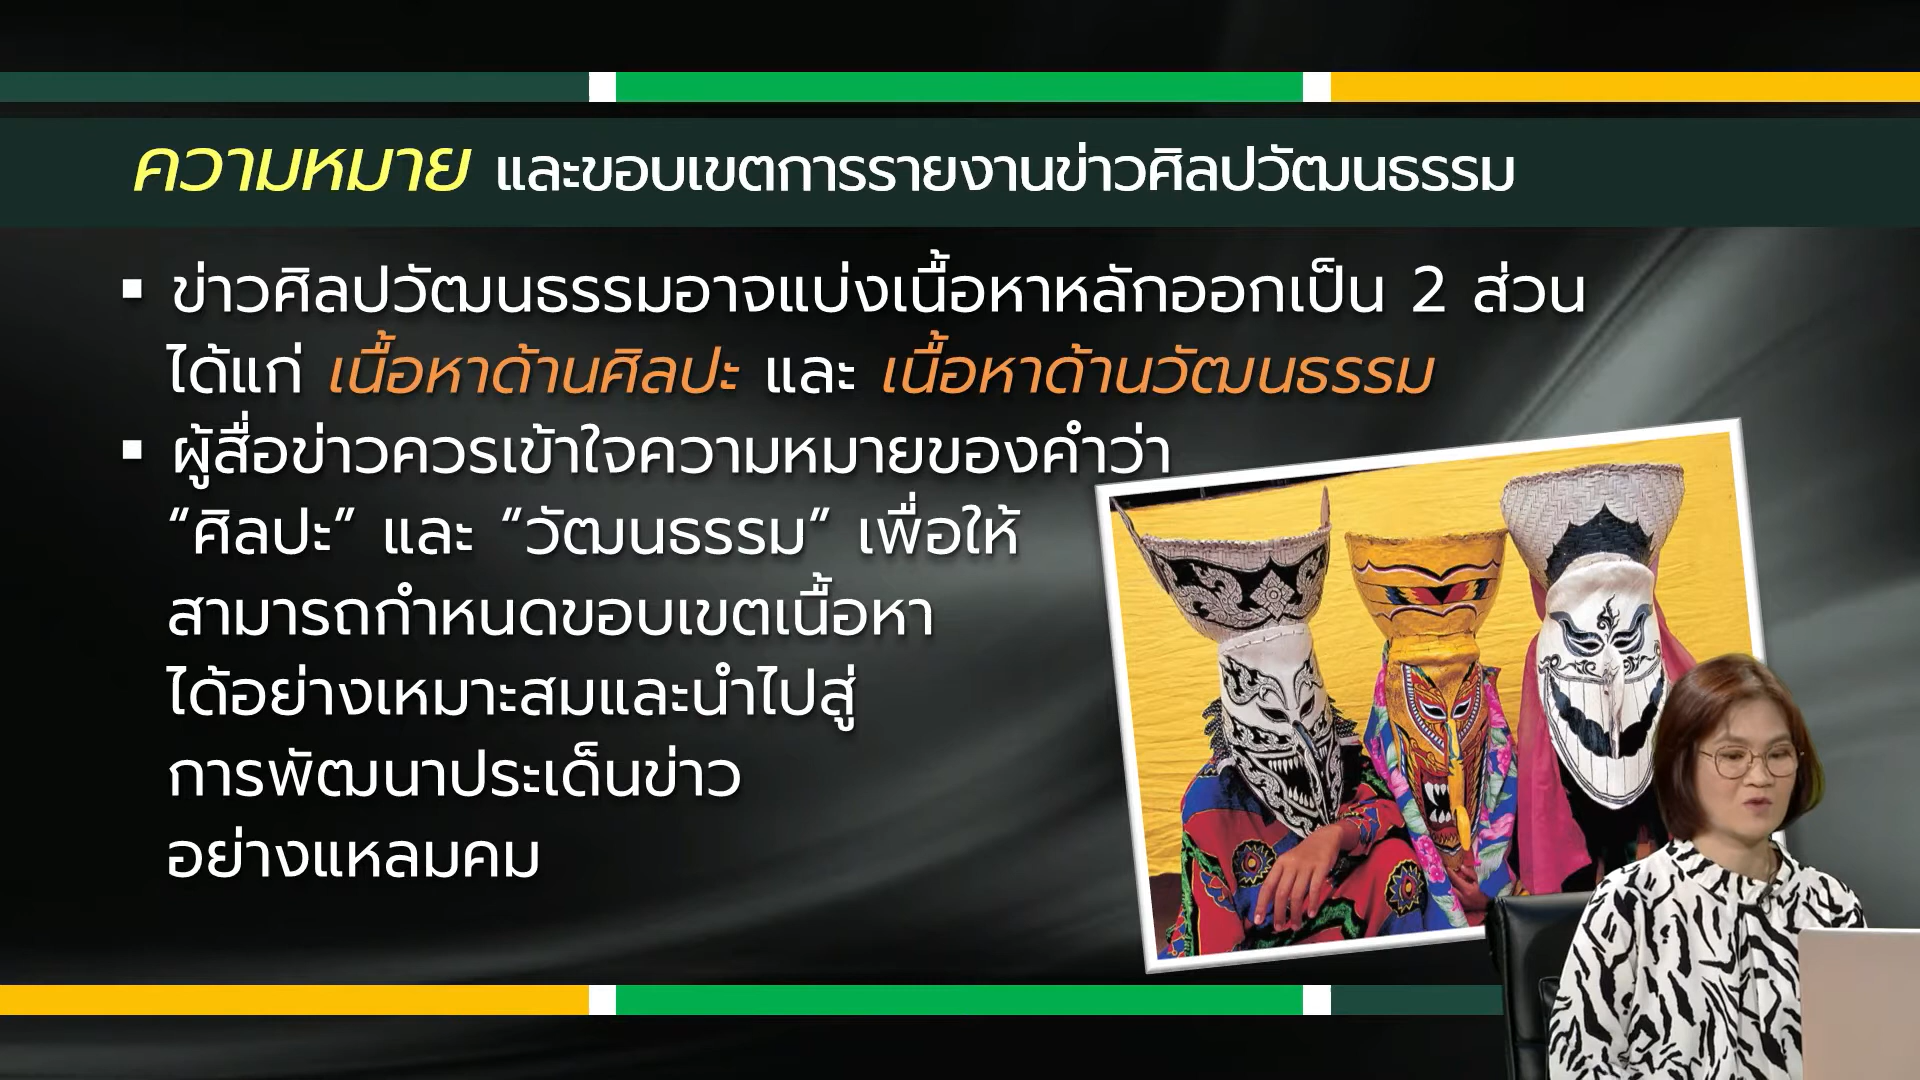 ความหมาย และขอบเขตการรายงานข่าวศิลปวัฒนธรรม
▪ ข่าวศิลปวัฒนธรรมอาจแบ่งเนื้อหาหลักออกเป็น 2 ส่วน
ได้แก่ เนื้อหาด้านศิลปะ และ เนื้อหาด้านวัฒนธรรม
▪ ผู้สื่อข่าวควรเข้าใจความหมายของคำว่า
“ศิลปะ” และ “วัฒนธรรม” เพื่อให้
สามารถกำหนดขอบเขตเนื้อหา
ได้อย่างเหมาะสมและนำไปสู่
การพัฒนาประเด็นข่าว
อย่างแหลมคม